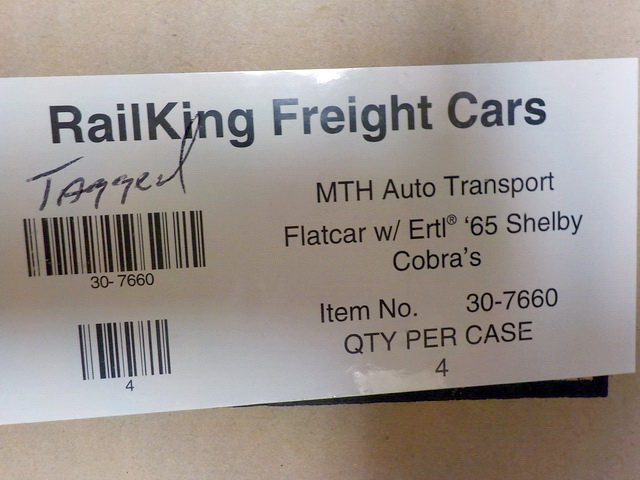 RailKing Freight Cars
Tagged
30-7660
4
MTH Auto Transport
Flatcar w/ Ertl® ‘65 Shelby
Cobra’s
Item No. 30-7660
QTY PER CASE
4